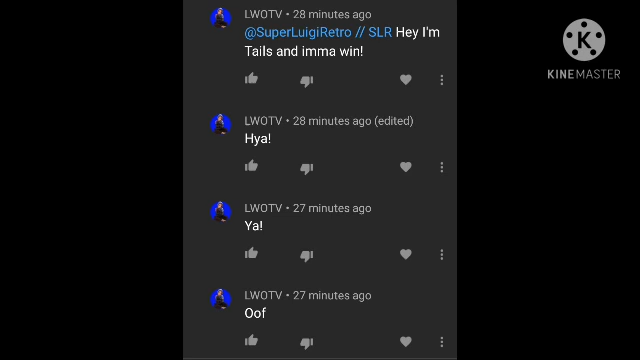 LWOTV • 28 minutes ago
@SuperLuigiRetro // SLR Hey I'm
Tails and imma win!
LWOTV • 28 minutes ago (edited)
Hya!
LWOTV • 27 minutes ago
Ya!
LWOTV • 27 minutes ago
Oof
K
KINEMASTER